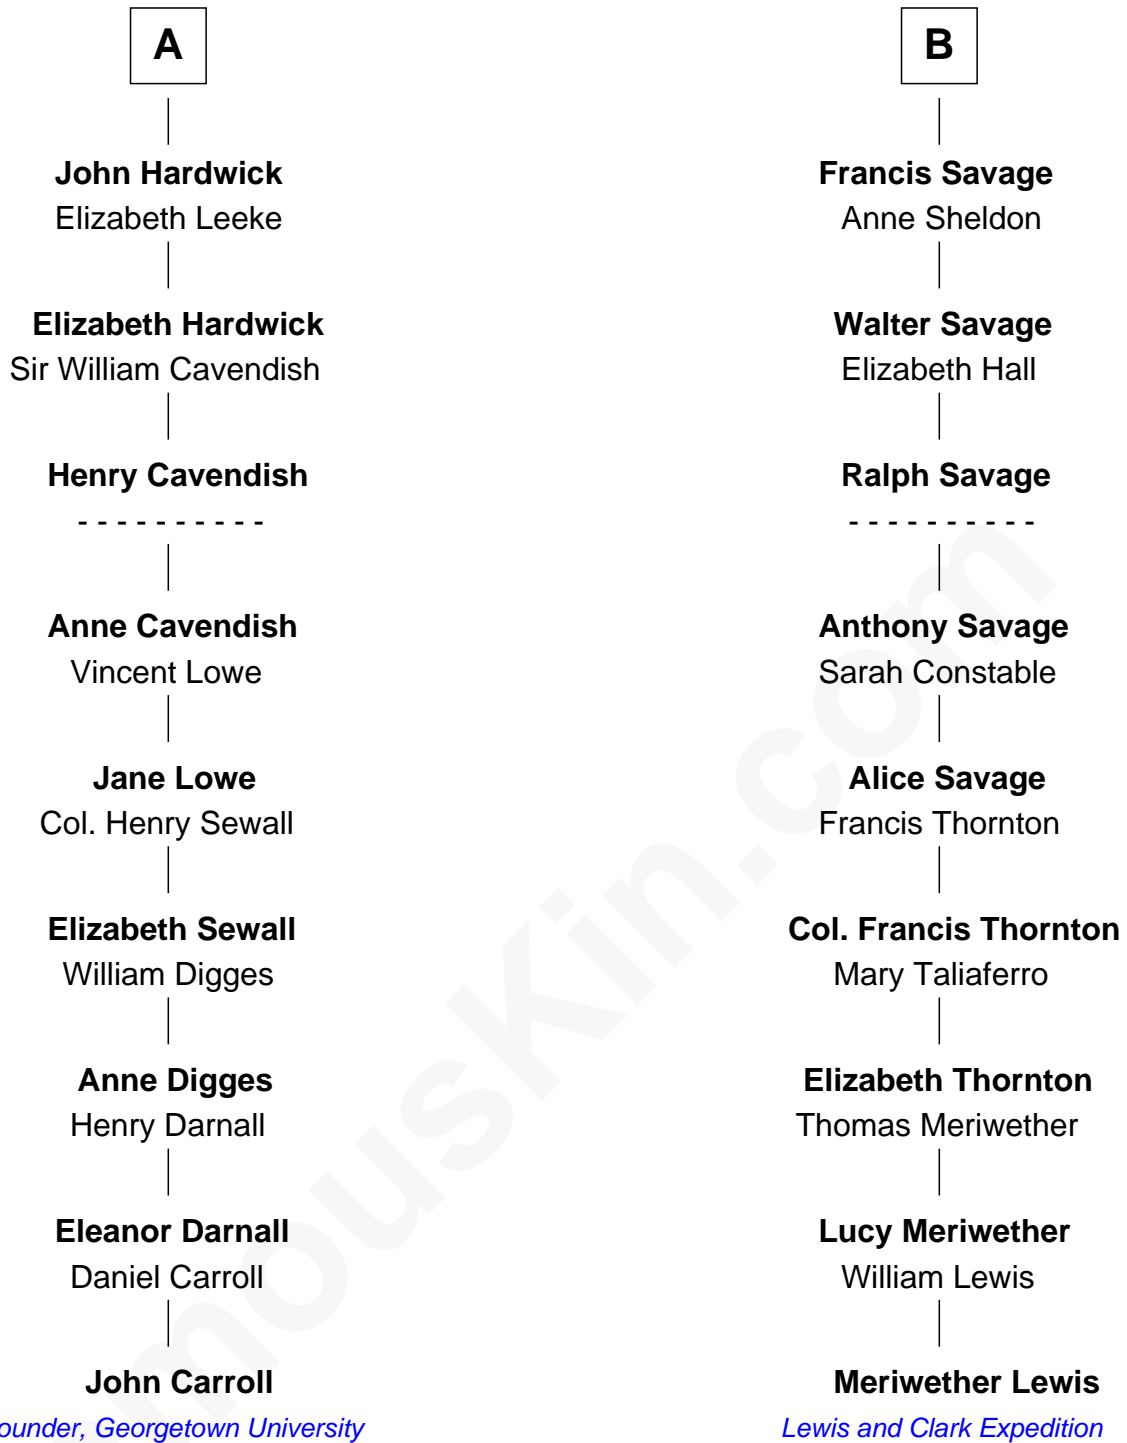 A
John Hardwick
Elizabeth Leeke
Elizabeth Hardwick
Sir William Cavendish
Henry Cavendish
- - - - - - - - - -
Anne Cavendish
Vincent Lowe
Jane Lowe
Col. Henry Sewall
Elizabeth Sewall
William Digges
Anne Digges
Henry Darnall
Eleanor Darnall
Daniel Carroll
John Carroll
ounder, Georgetown University
B
Francis Savage
Anne Sheldon
Walter Savage
Elizabeth Hall
Ralph Savage
- - - - - - - - - -
Anthony Savage
Sarah Constable
Alice Savage
Francis Thornton
Col. Francis Thornton
Mary Taliaferro
Elizabeth Thornton
Thomas Meriwether
Lucy Meriwether
William Lewis
Meriwether Lewis
Lewis and Clark Expedition
mousKin.com